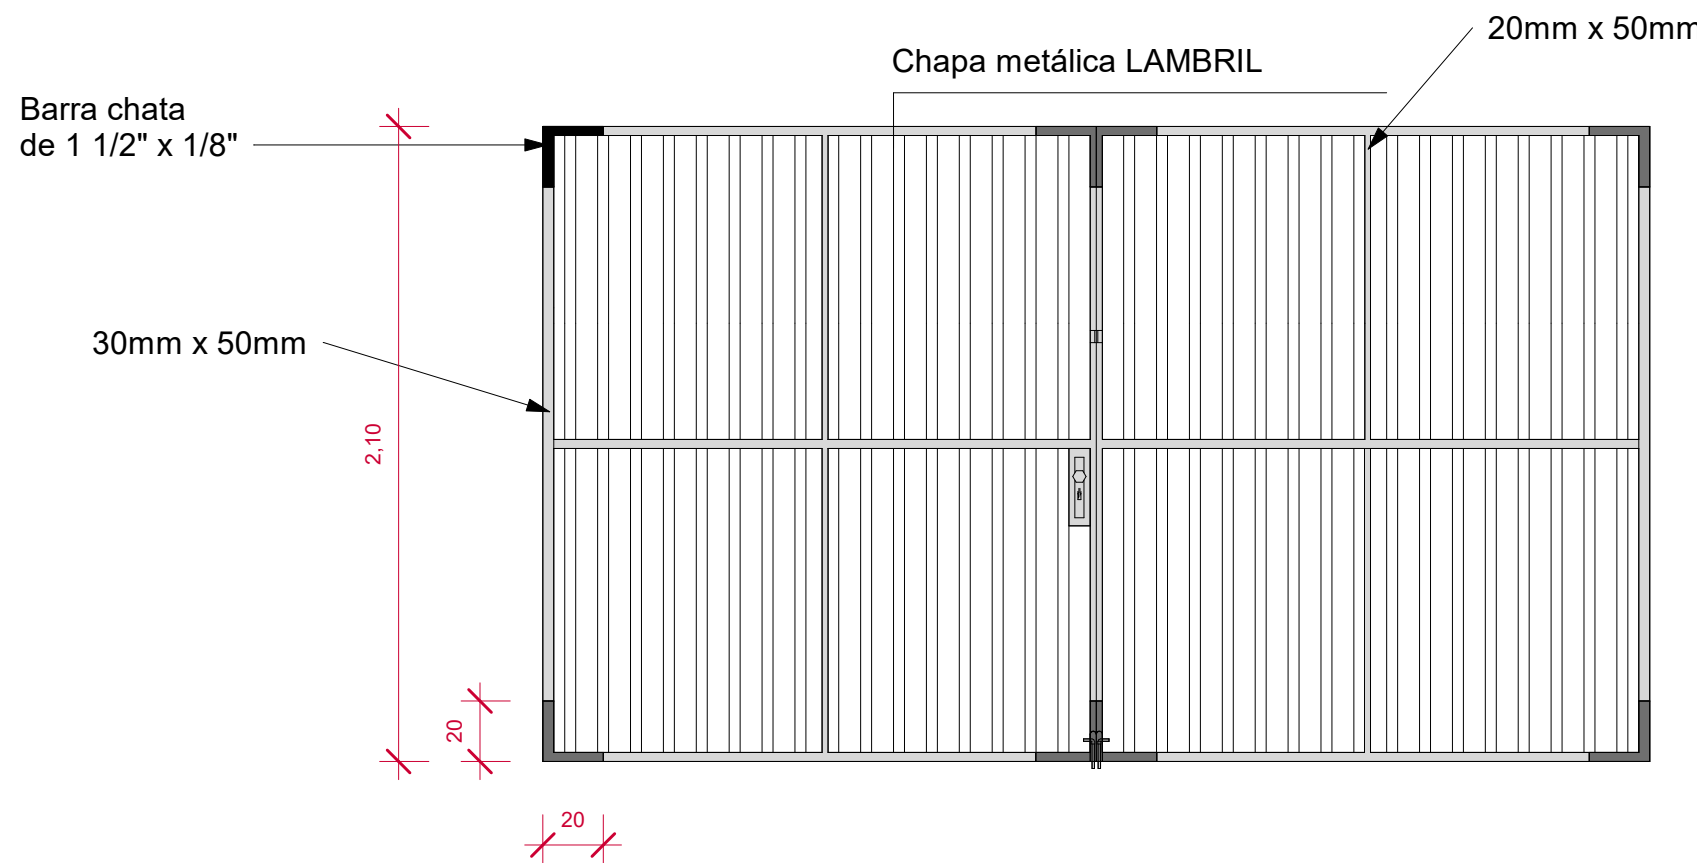 20mm x 50mm
Chapa metálica LAMBRIL
Barra chata
de 1 1/2" x 1/8"
30mm x 50mm
2,10
20
20